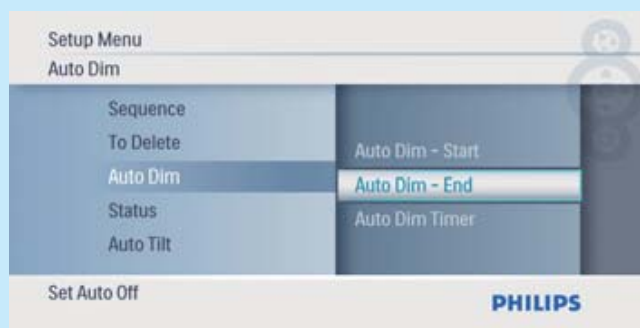 Setup Menu
Auto Dim
Sequence
To Delete
Auto Dim
Status
Auto Tilt
Auto Dim - Start
Auto Dim - End
Auto Dim Timer
Set Auto Off
PHILIPS